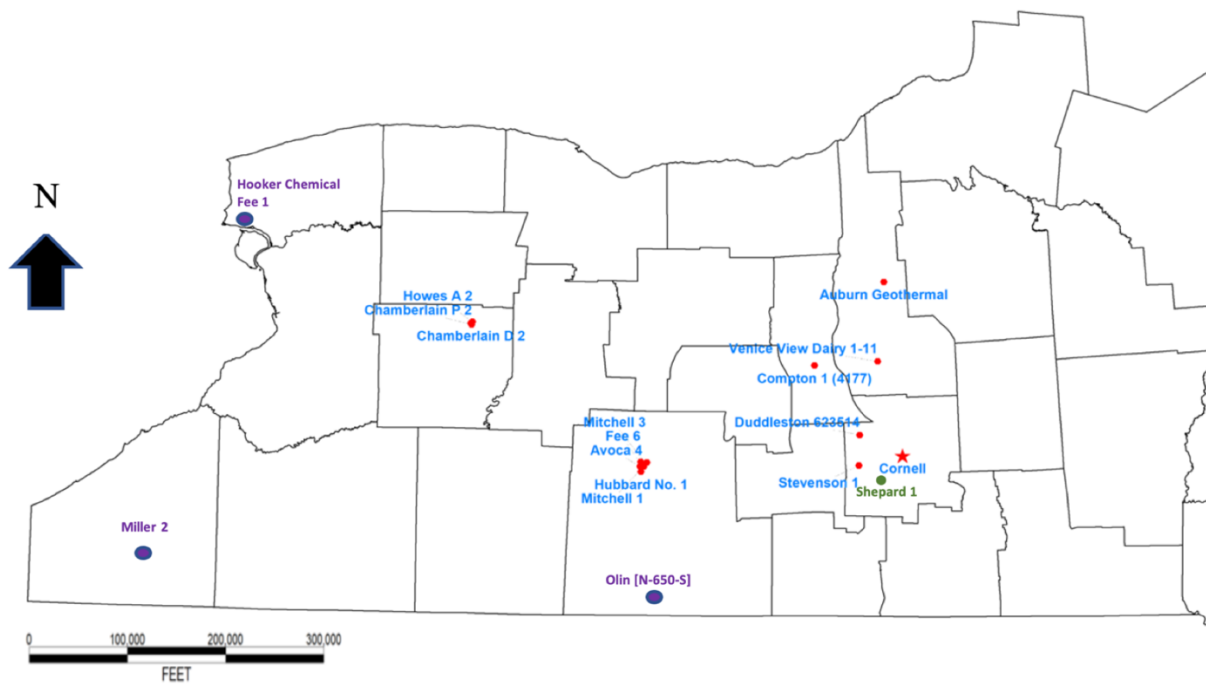 N
Hooker Chemical
Fee 1
Howes A 2
Chamberlain P 2
Chamberlain D 2
Auburn Geothermal
Venice View Dairy 1-11
Compton 1 (4177)
Mitchell 3
Fee 6
Avoca 4
Hubbard No. 1
Mitchell 1
Duddleston 623514
Cornell
Stevenson 1
Shepard 1
Miller 2
Olin [N-650-S]
0 100,000 200,000 300,000
FEET